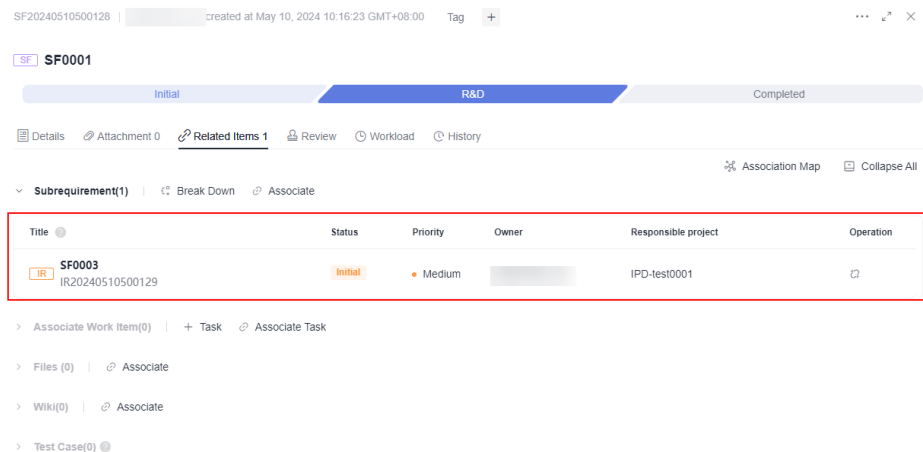 SF20240510500128 | created at May 10, 2024 10:16:23 GMT+08:00 Tag +
SF SF0001
Initial R&D Completed
Details Attachment 0 Related Items 1 Review Workload History
Association Map Collapse All
Subrequirement(1) Break Down Associate
Title Status Priority Owner Responsible project Operation
IR SF0003 Initial Medium IPD-test0001
IR20240510500129
Associate Work Item(0) + Task Associate Task
Files (0) Associate
Wiki(0) Associate
Test Case(0)